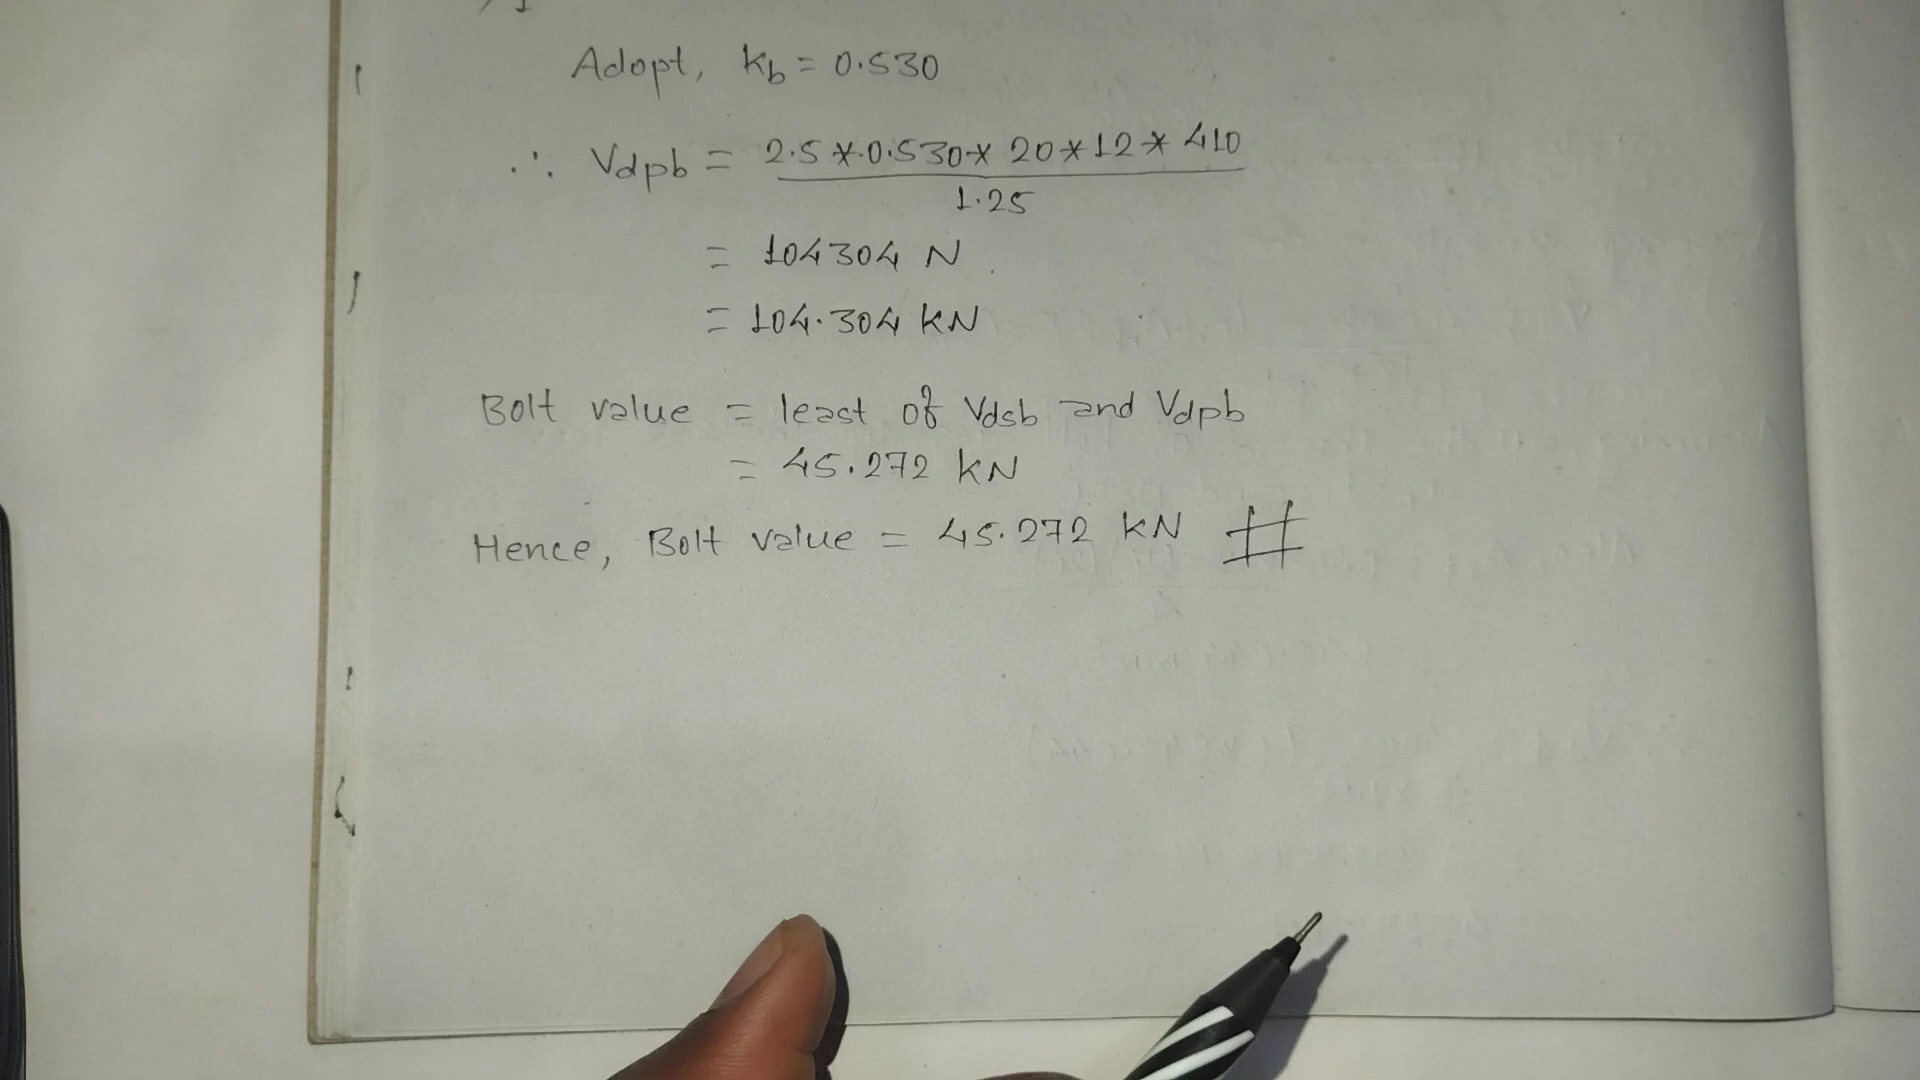 Adopt, kb = 0.530
∴ Vdpb = 2.5 * 0.530 * 20 * 12 * 410
1.25
= 104304 N
= 104.304 KN
Bolt value = least of Vdsb and Vdpb
= 45.272 KN
Hence, Bolt value = 45.272 KN #